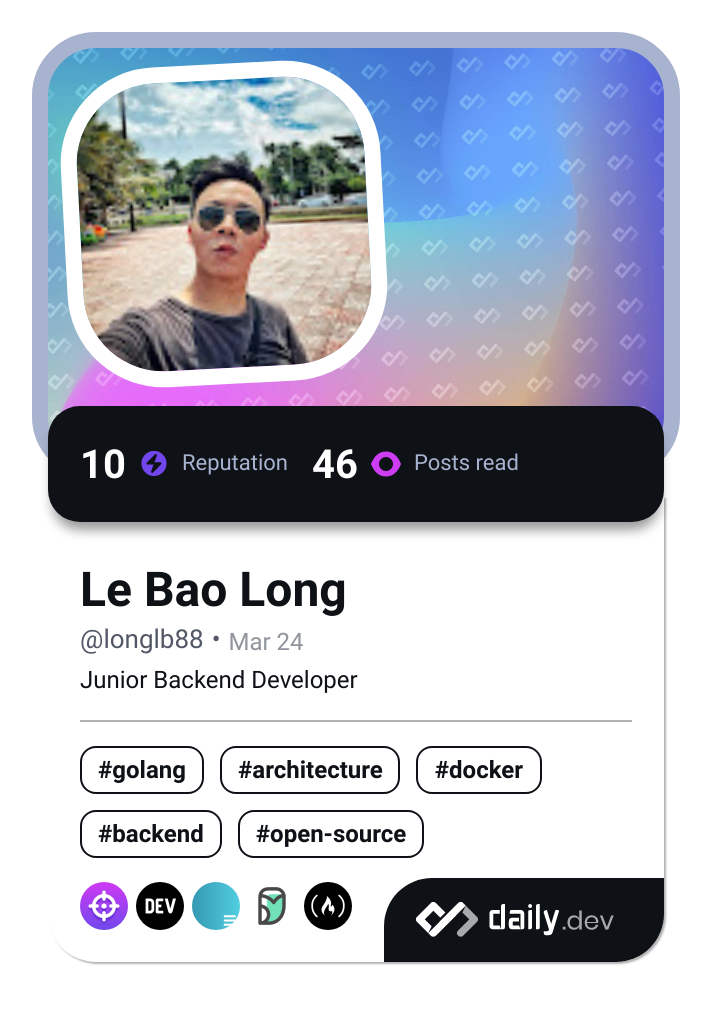 10 Reputation 46 Posts read
Le Bao Long
@longlb88 • Mar 24
Junior Backend Developer
#golang #architecture #docker
#backend #open-source
DEV
daily.dev